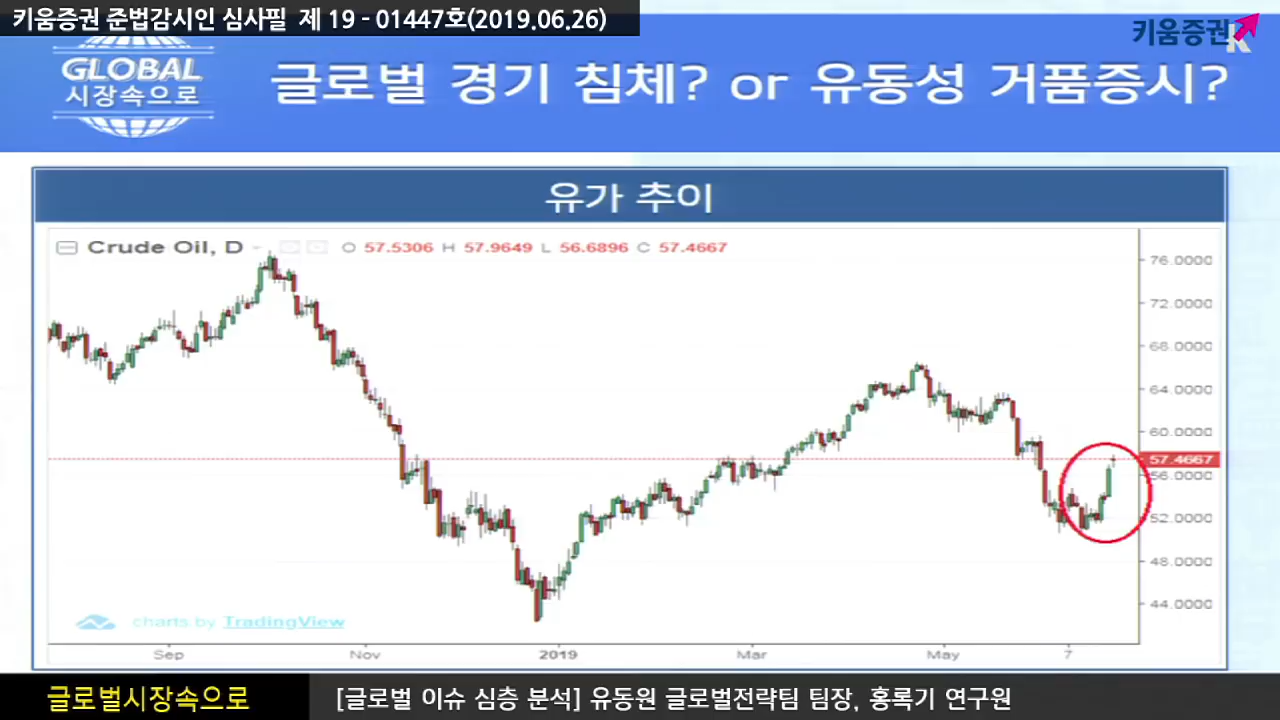 키움증권 준법감시인 심사필 제 19 - 01447호(2019.06.26)
키움증권
GLOBAL
시장속으로
글로벌 경기 침체? or 유동성 거품증시?
유가 추이
Crude Oil, D
O 57.5306 H 57.9649 L 56.6896 C 57.4667
76.0000
72.0000
68.0000
64.0000
60.0000
57.4667
56.0000
52.0000
48.0000
44.0000
charts by TradingView
Sep Nov 2019 Mar May 7
글로벌시장속으로
[글로벌 이슈 심층 분석] 유동원 글로벌전략팀 팀장, 홍록기 연구원